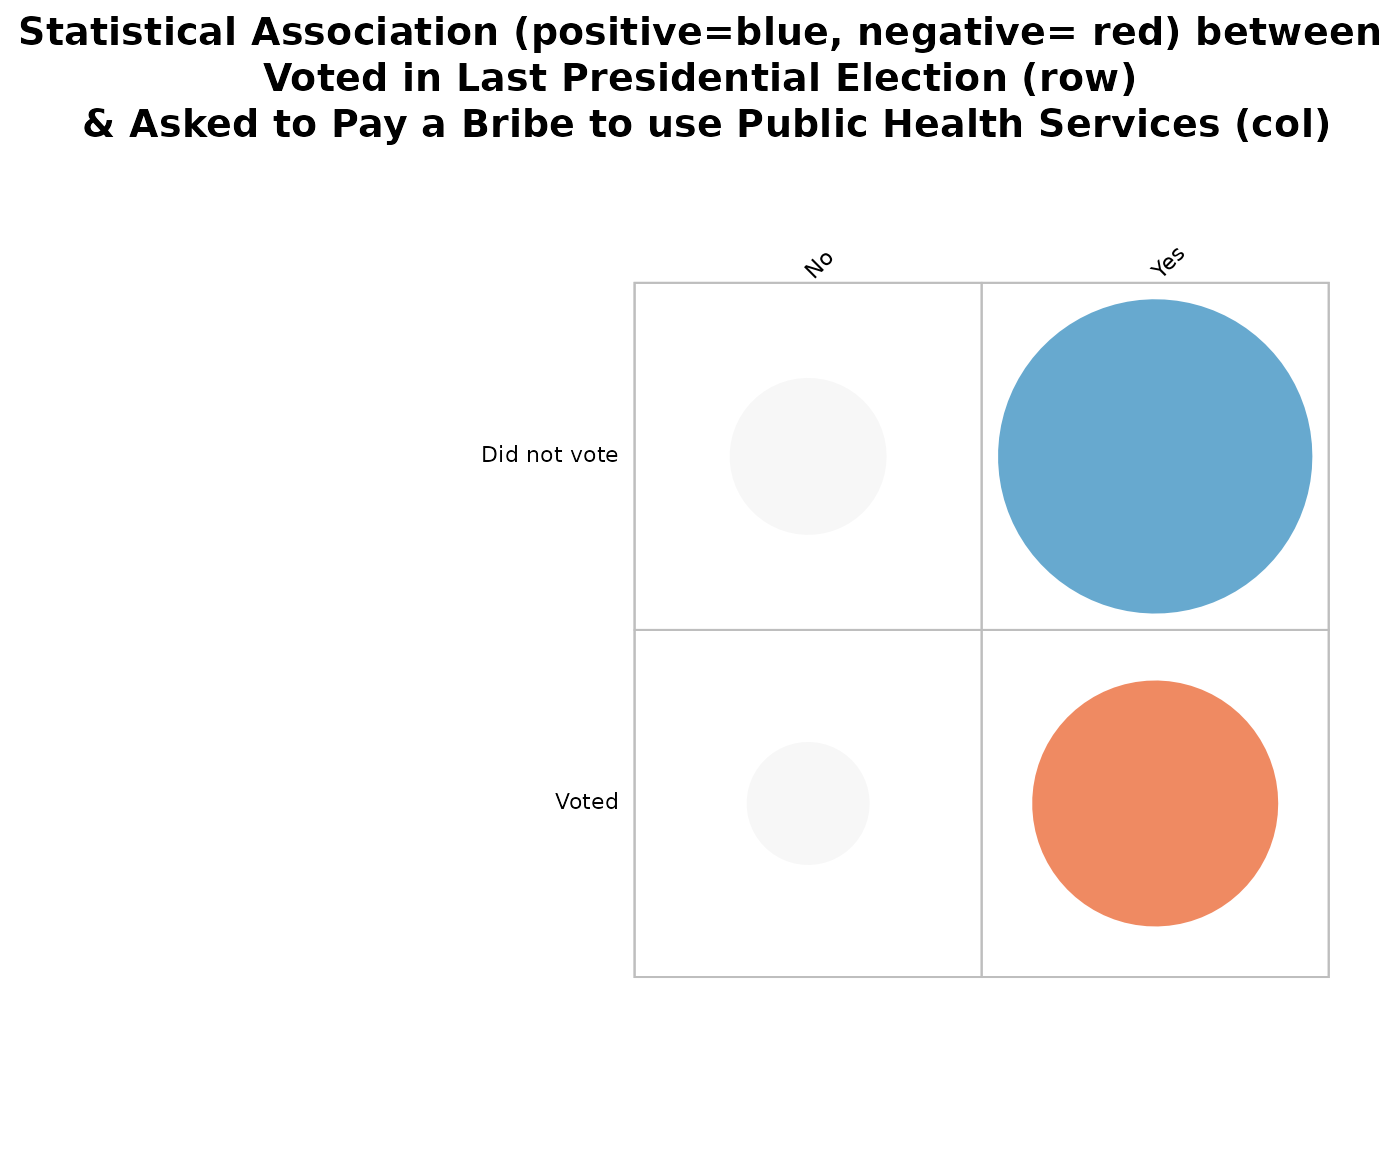 Statistical Association (positive=blue, negative= red) between
Voted in Last Presidential Election (row)
& Asked to Pay a Bribe to use Public Health Services (col)
No
Yes
Did not vote
Voted